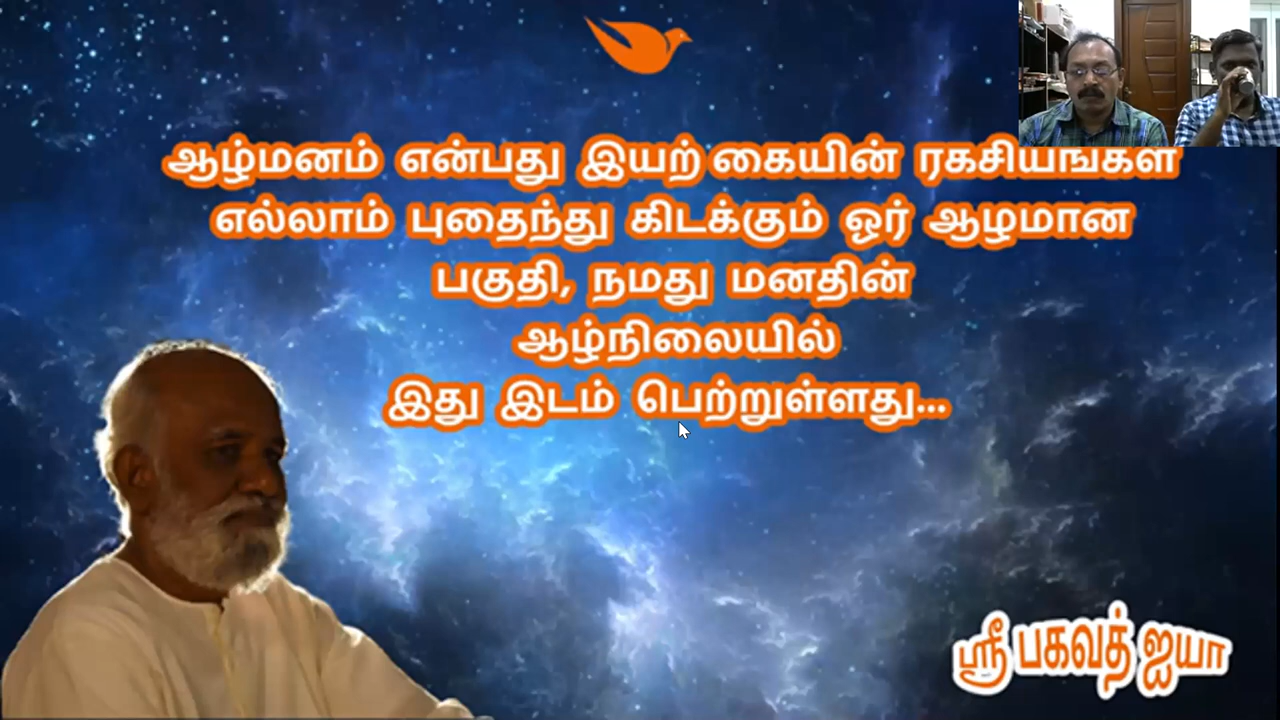 ஆழ்மனம் என்பது இயற்கையின் ரகசியங்கள்
எல்லாம் புதைந்து கிடக்கும் ஓர் ஆழமான
பகுதி, நமது மனதின்
ஆழ்நிலையில்
இது இடம் பெற்றுள்ளது...
ஸ்ரீ பகவத் ஐயா